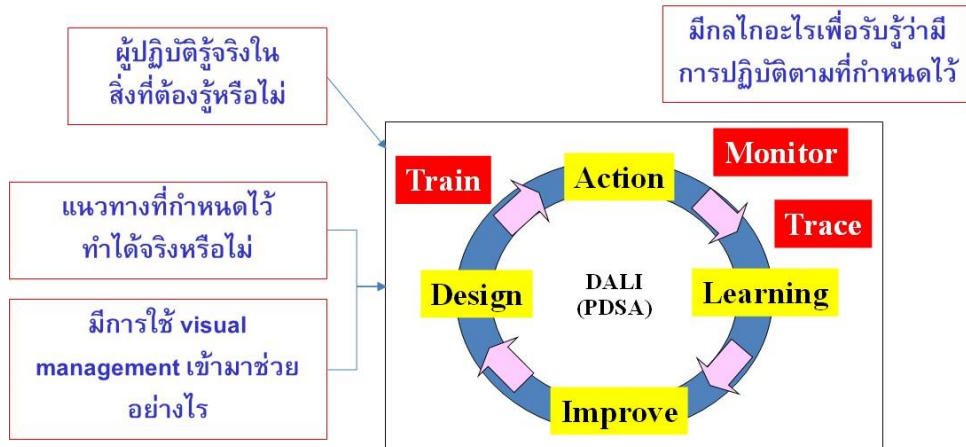 ผู้ปฏิบัติรู้จริงใน
สิ่งที่ต้องรู้หรือไม่
มีกลไกอะไรเพื่อรับรู้ว่ามี
การปฏิบัติตามที่กำหนดไว้
แนวทางที่กำหนดไว้
ทำได้จริงหรือไม่
มีการใช้ visual
management เข้ามาช่วย
อย่างไร
Train
Action
Monitor
Trace
Design
DALI
(PDSA)
Learning
Improve